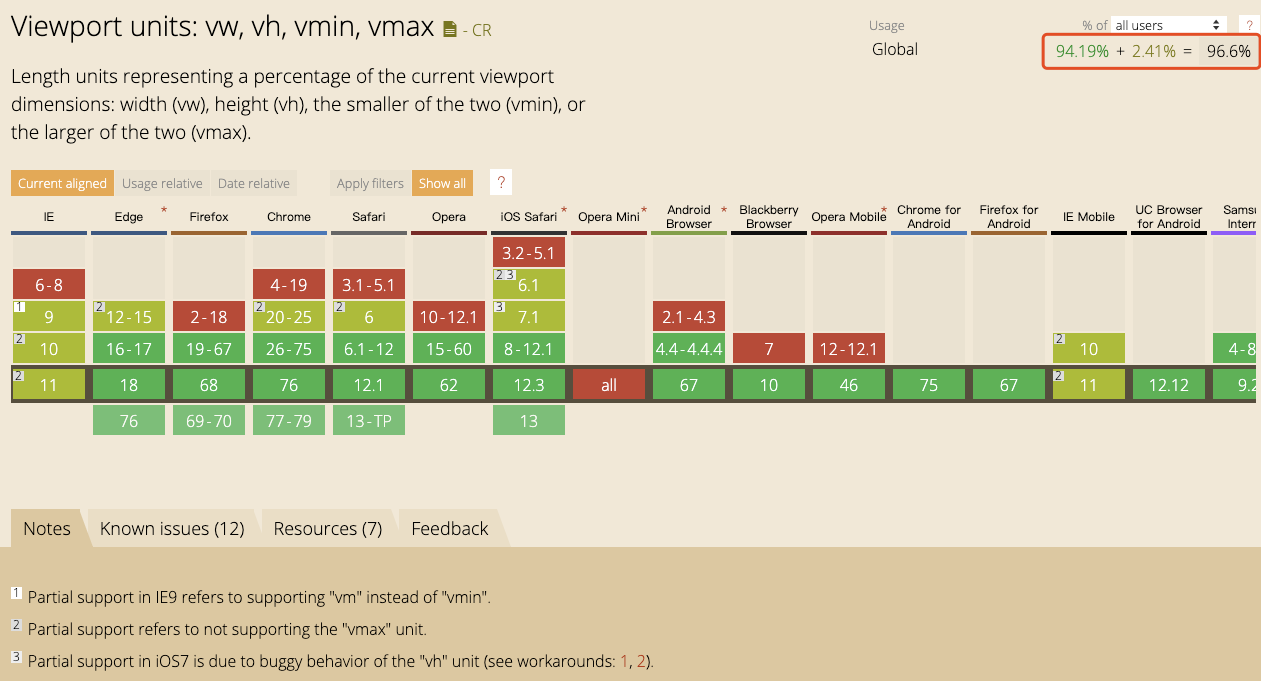 Viewport units: vw, vh, vmin, vmax - CR
Usage % of all users ?
Global 94.19% + 2.41% = 96.6%
Length units representing a percentage of the current viewport
dimensions: width (vw), height (vh), the smaller of the two (vmin), or
the larger of the two (vmax).
Current aligned Usage relative Date relative Apply filters Show all ?
IE Edge * Firefox Chrome Safari Opera iOS Safari * Opera Mini * Android Browser * Blackberry Browser Opera Mobile * Chrome for Android Firefox for Android IE Mobile UC Browser for Android Samsu Intern
3.2-5.1
6-8 4-19 3.1-5.1 2 3 6.1
1 9 2 12-15 2-18 2 20-25 2 6 10-12.1 3 7.1 2.1-4.3
2 10 16-17 19-67 26-75 6.1-12 15-60 8-12.1 4.4-4.4.4 7 12-12.1 2 10 4-8
2 11 18 68 76 12.1 62 12.3 all 67 10 46 75 67 2 11 12.12 9.2
76 69-70 77-79 13-TP 13
Notes Known issues (12) Resources (7) Feedback
1 Partial support in IE9 refers to supporting "vm" instead of "vmin".
2 Partial support refers to not supporting the "vmax" unit.
3 Partial support in iOS7 is due to buggy behavior of the "vh" unit (see workarounds: 1, 2).